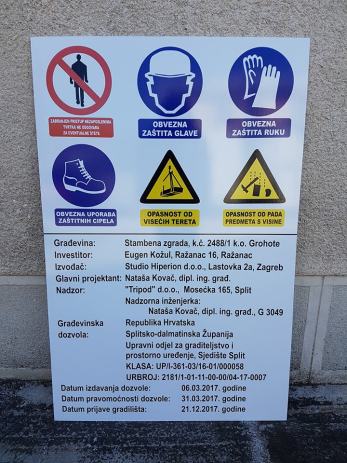 ZABRANJEN PRISTUP NEZAPOSLENIMA
TVRTKA NE ODGOVARA
ZA EVENTUALNE ŠTETE
OBVEZNA
ZAŠTITA GLAVE
OBVEZNA
ZAŠTITA RUKU
OBVEZNA UPORABA
ZAŠTITNIH CIPELA
OPASNOST OD
VISEĆIH TERETA
OPASNOST OD PADA
PREDMETA S VISINE
Građevina: Stambena zgrada, k.č. 2488/1 k.o. Grohote
Investitor: Eugen Kožul, Ražanac 16, Ražanac
Izvođač: Studio Hiperion d.o.o., Lastovka 2a, Zagreb
Glavni projektant: Nataša Kovač, dipl. ing. građ.
Nadzor: "Tripod" d.o.o., Mosećka 165, Split
Nadzorna inženjerka:
Nataša Kovač, dipl. ing. građ., G 3049
Građevinska Republika Hrvatska
dozvola: Splitsko-dalmatinska Županija
Upravni odjel za graditeljstvo i
prostorno uređenje, Sjedište Split
KLASA: UP/I-361-03/16-01/000058
URBROJ: 2181/1-01-11-00-00/04-17-0007
Datum izdavanja dozvole: 06.03.2017. godine
Datum pravomoćnosti dozvole: 31.03.2017. godine
Datum prijave gradilišta: 21.12.2017. godine